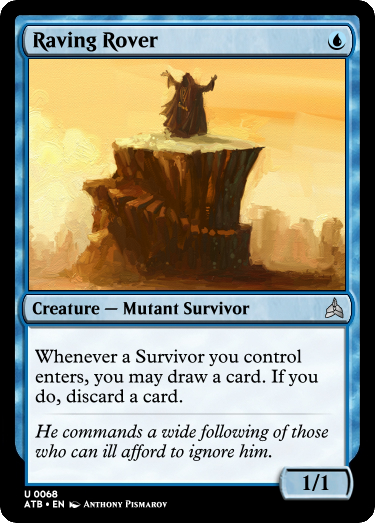 Raving Rover
Creature — Mutant Survivor
Whenever a Survivor you control
enters, you may draw a card. If you
do, discard a card.
He commands a wide following of those
who can ill afford to ignore him.
1/1
U 0068
ATB • EN Anthony Pismarov